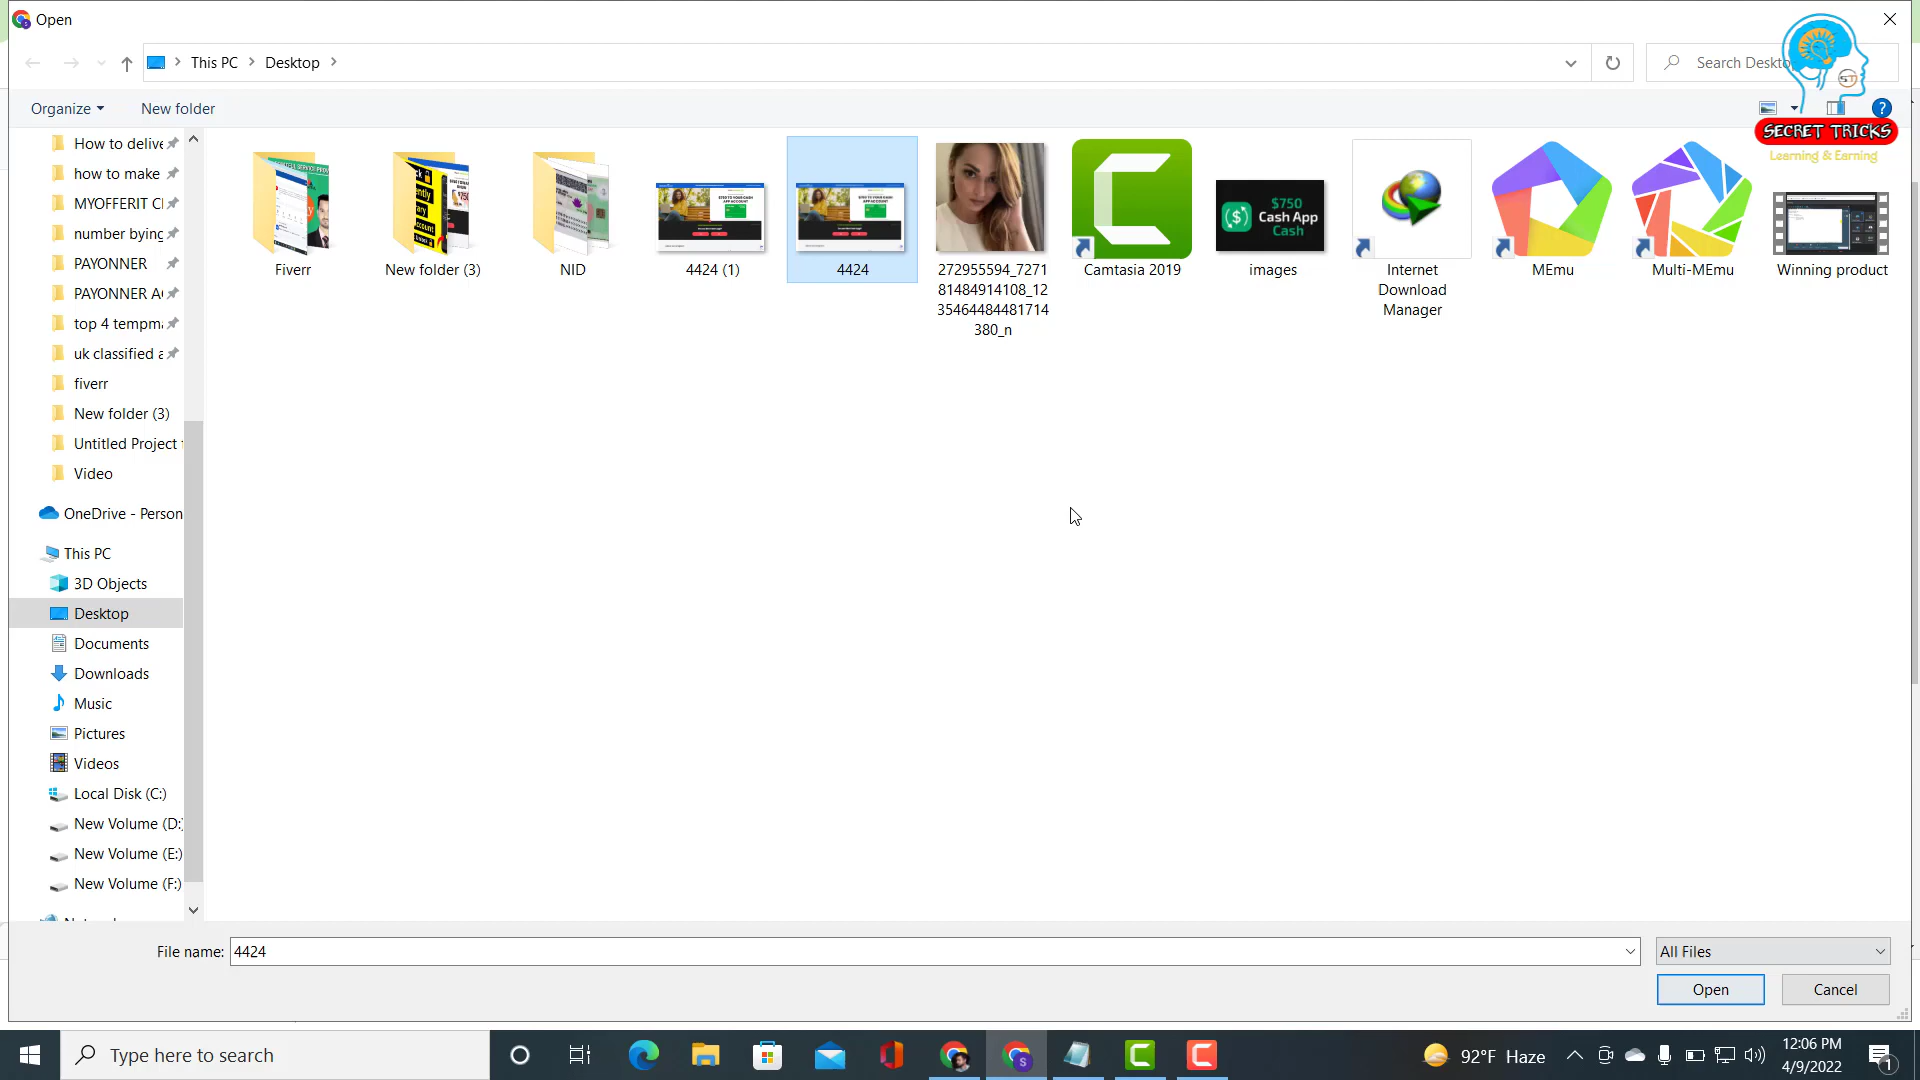 Open
This PC
Desktop
Search Deskto
Organize
New folder
?
ST
SECRET TRICKS
Learning & Earning
How to delive
how to make
MYOFFERIT CI
number bying
PAYONNER
PAYONNER A
top 4 tempma
uk classified a
fiverr
New folder (3)
Untitled Project
Video
OneDrive - Person
This PC
3D Objects
Desktop
Documents
Downloads
Music
Pictures
Videos
Local Disk (C:)
New Volume (D:)
New Volume (E:)
New Volume (F:)
Fiverr
New folder (3)
NID
4424 (1)
4424
272955594_7271
81484914108_12
35464484481714
380_n
Camtasia 2019
$750
Cash App
Cash
images
Internet
Download
Manager
MEmu
Multi-MEmu
Winning product
File name:
4424
All Files
Open
Cancel
Type here to search
92°F Haze
12:06 PM
4/9/2022
1